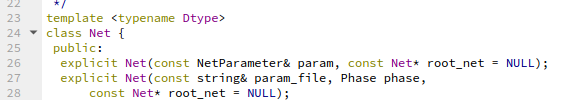 22 */
23 template <typename Dtype>
24 class Net {
25 public:
26 explicit Net(const NetParameter& param, const Net* root_net = NULL);
27 explicit Net(const string& param_file, Phase phase,
28 const Net* root_net = NULL);